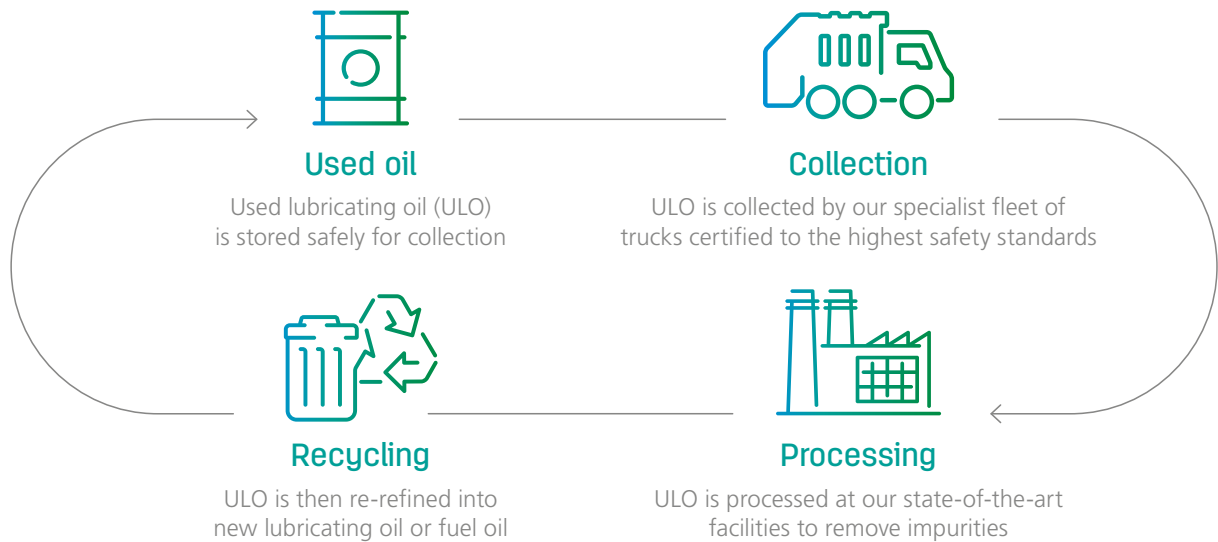 Used oil
Used lubricating oil (ULO)
is stored safely for collection
Collection
ULO is collected by our specialist fleet of
trucks certified to the highest safety standards
Recycling
ULO is then re-refined into
new lubricating oil or fuel oil
Processing
ULO is processed at our state-of-the-art
facilities to remove impurities